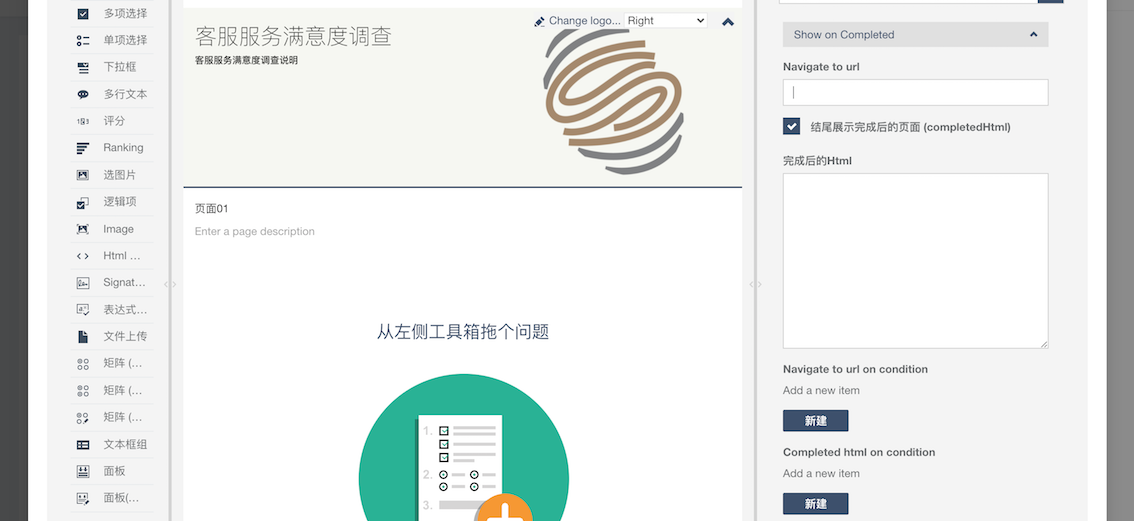 多项选择
单项选择
下拉框
多行文本
评分
Ranking
选图片
逻辑项
Image
Html ...
Signat...
表达式...
文件上传
矩阵 (...
矩阵 (...
矩阵 (...
文本框组
面板
面板(...
Change logo...
Right
客服服务满意度调查
客服服务满意度调查说明
页面01
Enter a page description
从左侧工具箱拖个问题
1.
2.
3.
Show on Completed
Navigate to url
结尾展示完成后的页面 (completedHtml)
完成后的Html
Navigate to url on condition
Add a new item
新建
Completed html on condition
Add a new item
新建